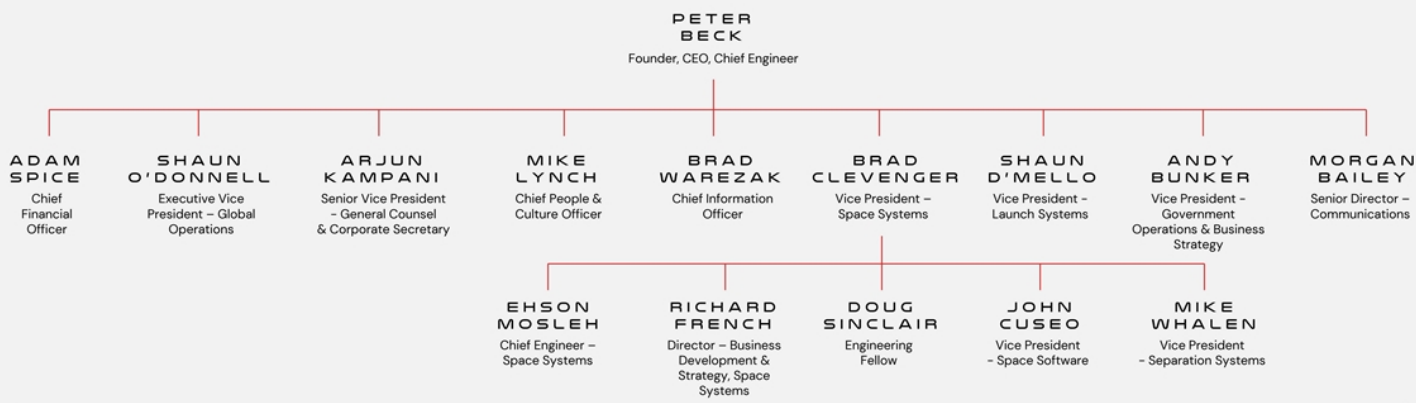 PETER
BECK
Founder, CEO, Chief Engineer
ADAM
SPICE
Chief
Financial
Officer
SHAUN
O'DONNELL
Executive Vice
President – Global
Operations
ARJUN
KAMPANI
Senior Vice President
- General Counsel
& Corporate Secretary
MIKE
LYNCH
Chief People &
Culture Officer
BRAD
WAREZAK
Chief Information
Officer
BRAD
CLEVENGER
Vice President –
Space Systems
SHAUN
D'MELLO
Vice President -
Launch Systems
ANDY
BUNKER
Vice President -
Government
Operations & Business
Strategy
MORGAN
BAILEY
Senior Director –
Communications
EHSON
MOSLEH
Chief Engineer –
Space Systems
RICHARD
FRENCH
Director – Business
Development &
Strategy, Space
Systems
DOUG
SINCLAIR
Engineering
Fellow
JOHN
CUSEO
Vice President
- Space Software
MIKE
WHALEN
Vice President
- Separation Systems